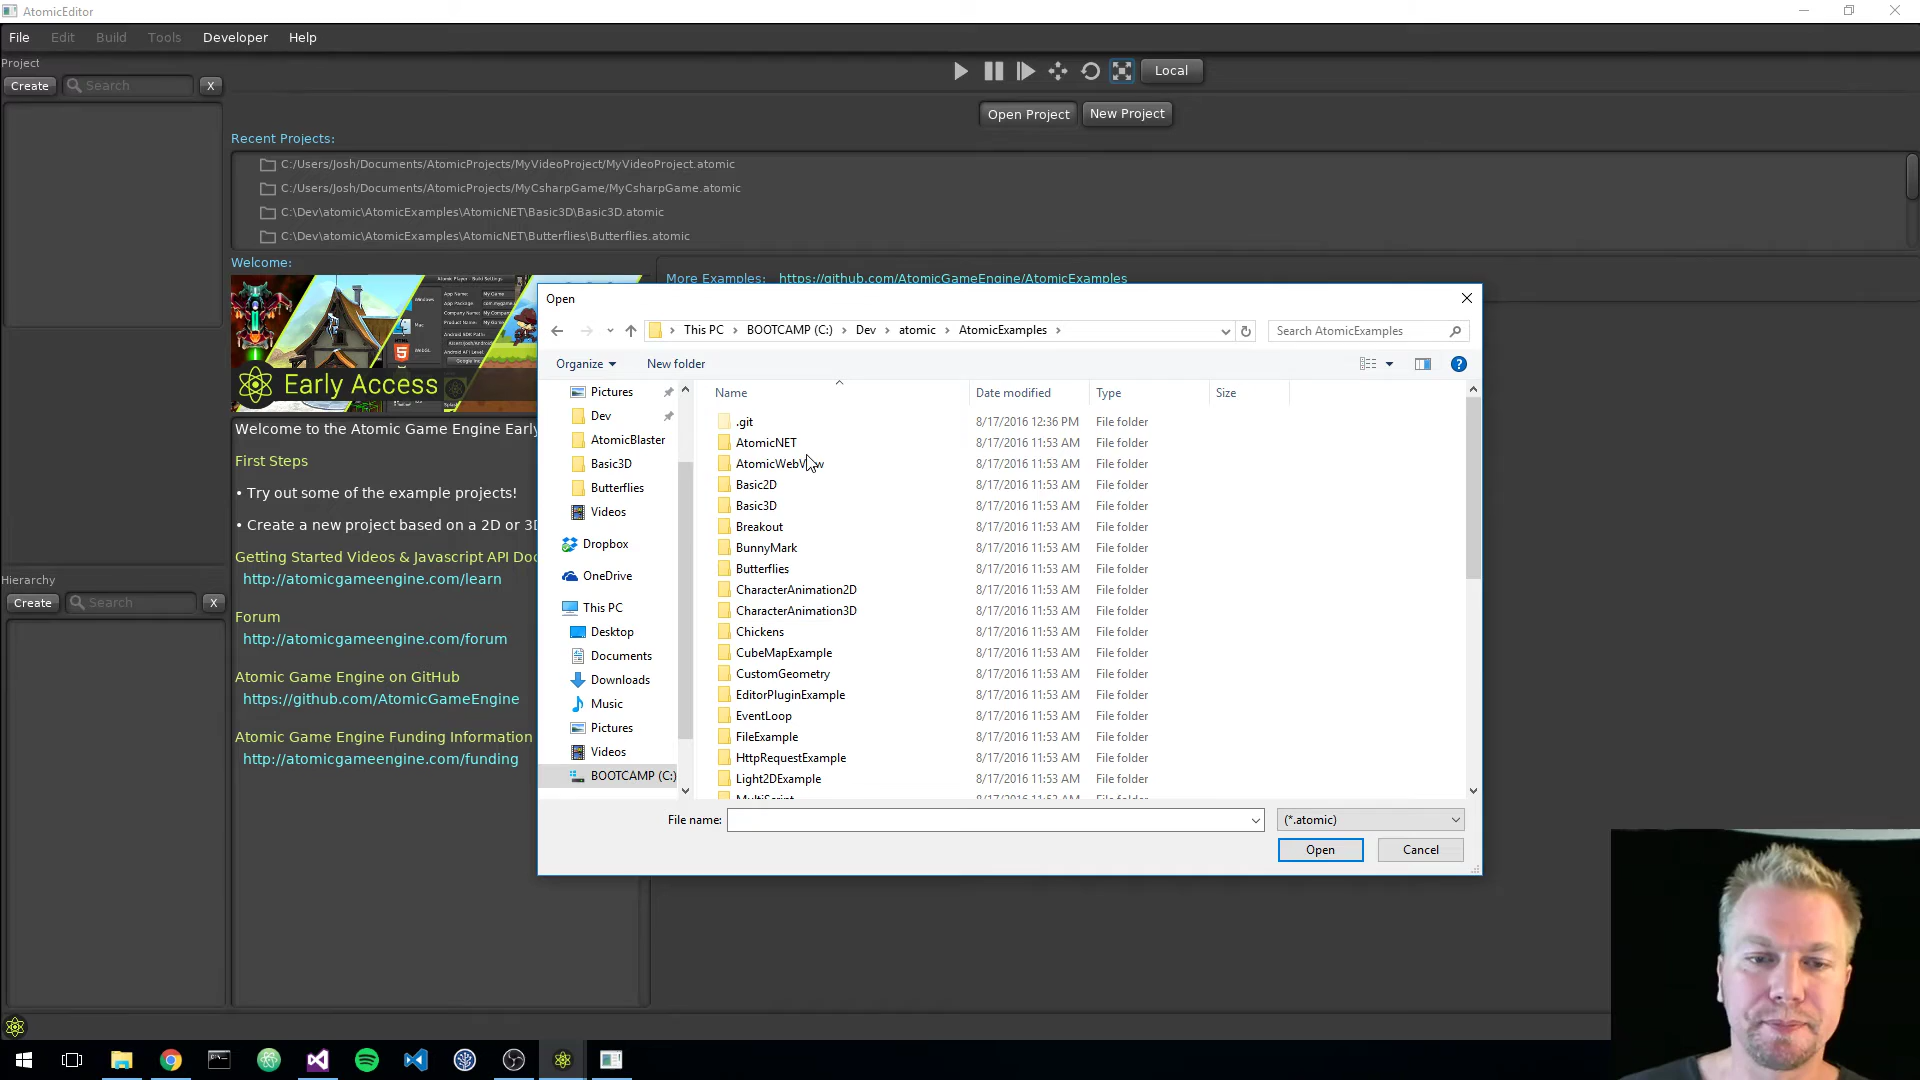 AtomicEditor
File Edit Build Tools Developer Help
Project
Create Search X
Local
Open Project New Project
Recent Projects:
C:/Users/Josh/Documents/AtomicProjects/MyVideoProject/MyVideoProject.atomic
C:/Users/Josh/Documents/AtomicProjects/MyCsharpGame/MyCsharpGame.atomic
C:\Dev\atomic\AtomicExamples\AtomicNET\Basic3D\Basic3D.atomic
C:\Dev\atomic\AtomicExamples\AtomicNET\Butterflies\Butterflies.atomic
Welcome:
More Examples: https://github.com/AtomicGameEngine/AtomicExamples
Early Access
Welcome to the Atomic Game Engine Early
First Steps
• Try out some of the example projects!
• Create a new project based on a 2D or 3D
Getting Started Videos & Javascript API Doc
http://atomicgameengine.com/learn
Forum
http://atomicgameengine.com/forum
Atomic Game Engine on GitHub
https://github.com/AtomicGameEngine
Atomic Game Engine Funding Information
http://atomicgameengine.com/funding
Hierarchy
Create Search X
Open
This PC BOOTCAMP (C:) Dev atomic AtomicExamples
Search AtomicExamples
Organize New folder
Pictures
Dev
AtomicBlaster
Basic3D
Butterflies
Videos
Dropbox
OneDrive
This PC
Desktop
Documents
Downloads
Music
Pictures
Videos
BOOTCAMP (C:)
Name Date modified Type Size
.git 8/17/2016 12:36 PM File folder
AtomicNET 8/17/2016 11:53 AM File folder
AtomicWebView 8/17/2016 11:53 AM File folder
Basic2D 8/17/2016 11:53 AM File folder
Basic3D 8/17/2016 11:53 AM File folder
Breakout 8/17/2016 11:53 AM File folder
BunnyMark 8/17/2016 11:53 AM File folder
Butterflies 8/17/2016 11:53 AM File folder
CharacterAnimation2D 8/17/2016 11:53 AM File folder
CharacterAnimation3D 8/17/2016 11:53 AM File folder
Chickens 8/17/2016 11:53 AM File folder
CubeMapExample 8/17/2016 11:53 AM File folder
CustomGeometry 8/17/2016 11:53 AM File folder
EditorPluginExample 8/17/2016 11:53 AM File folder
EventLoop 8/17/2016 11:53 AM File folder
FileExample 8/17/2016 11:53 AM File folder
HttpRequestExample 8/17/2016 11:53 AM File folder
Light2DExample 8/17/2016 11:53 AM File folder
MultiScript 8/17/2016 11:53 AM File folder
File name: (*.atomic)
Open Cancel